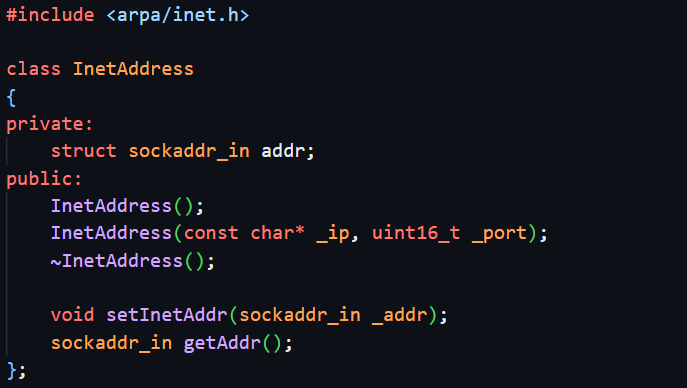 #include <arpa/inet.h>
class InetAddress
{
private:
    struct sockaddr_in addr;
public:
    InetAddress();
    InetAddress(const char* _ip, uint16_t _port);
    ~InetAddress();
    void setInetAddr(sockaddr_in _addr);
    sockaddr_in getAddr();
};